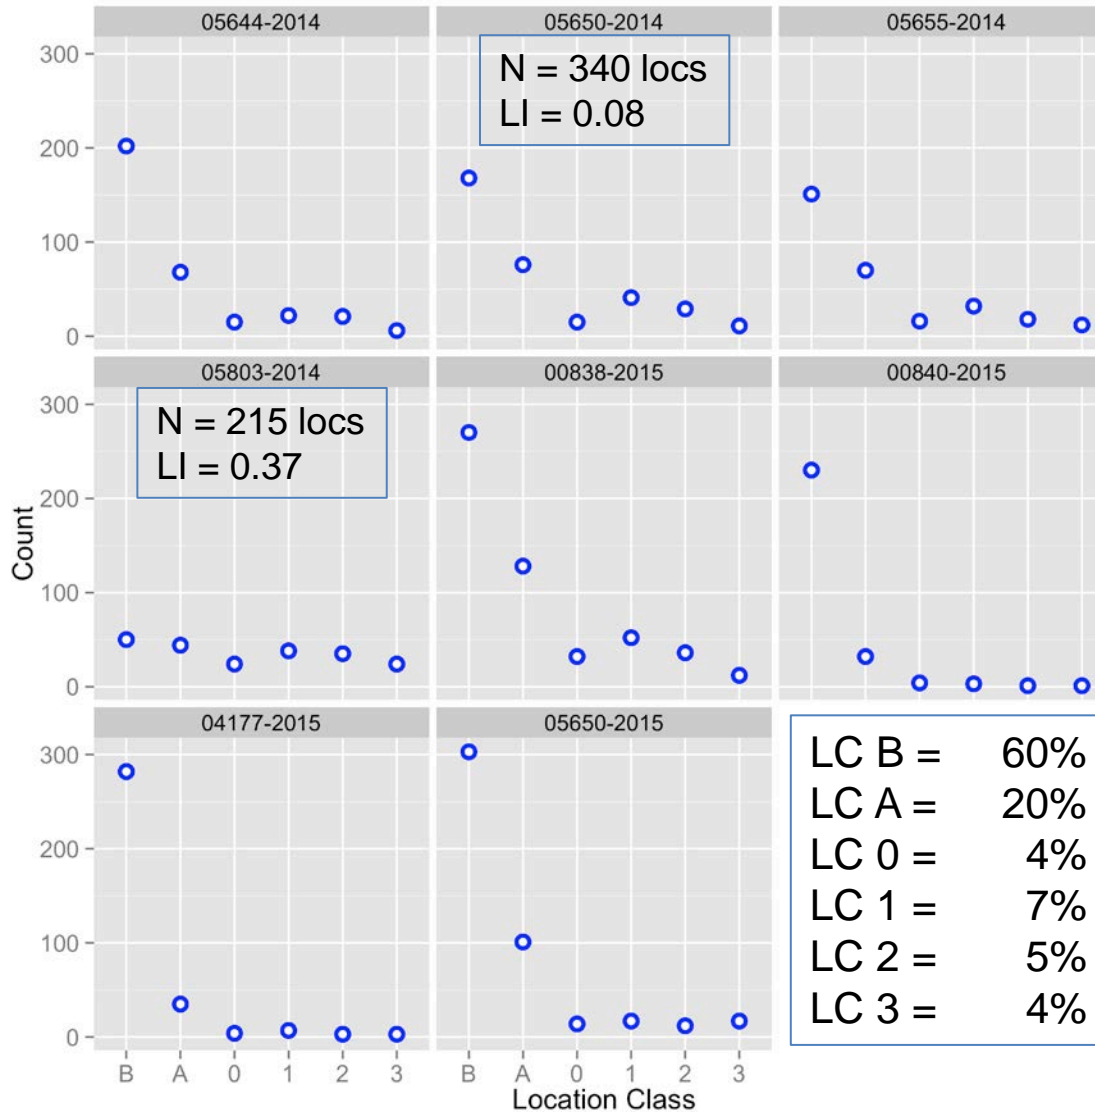 05644-2014 05650-2014 05655-2014
N = 340 locs
LI = 0.08
300
200
100
0
05803-2014 00838-2015 00840-2015
N = 215 locs
LI = 0.37
300
200
100
0
Count
04177-2015 05650-2015
300
200
100
0
LC B = 60%
LC A = 20%
LC 0 = 4%
LC 1 = 7%
LC 2 = 5%
LC 3 = 4%
B A 0 1 2 3 B A 0 1 2 3
Location Class